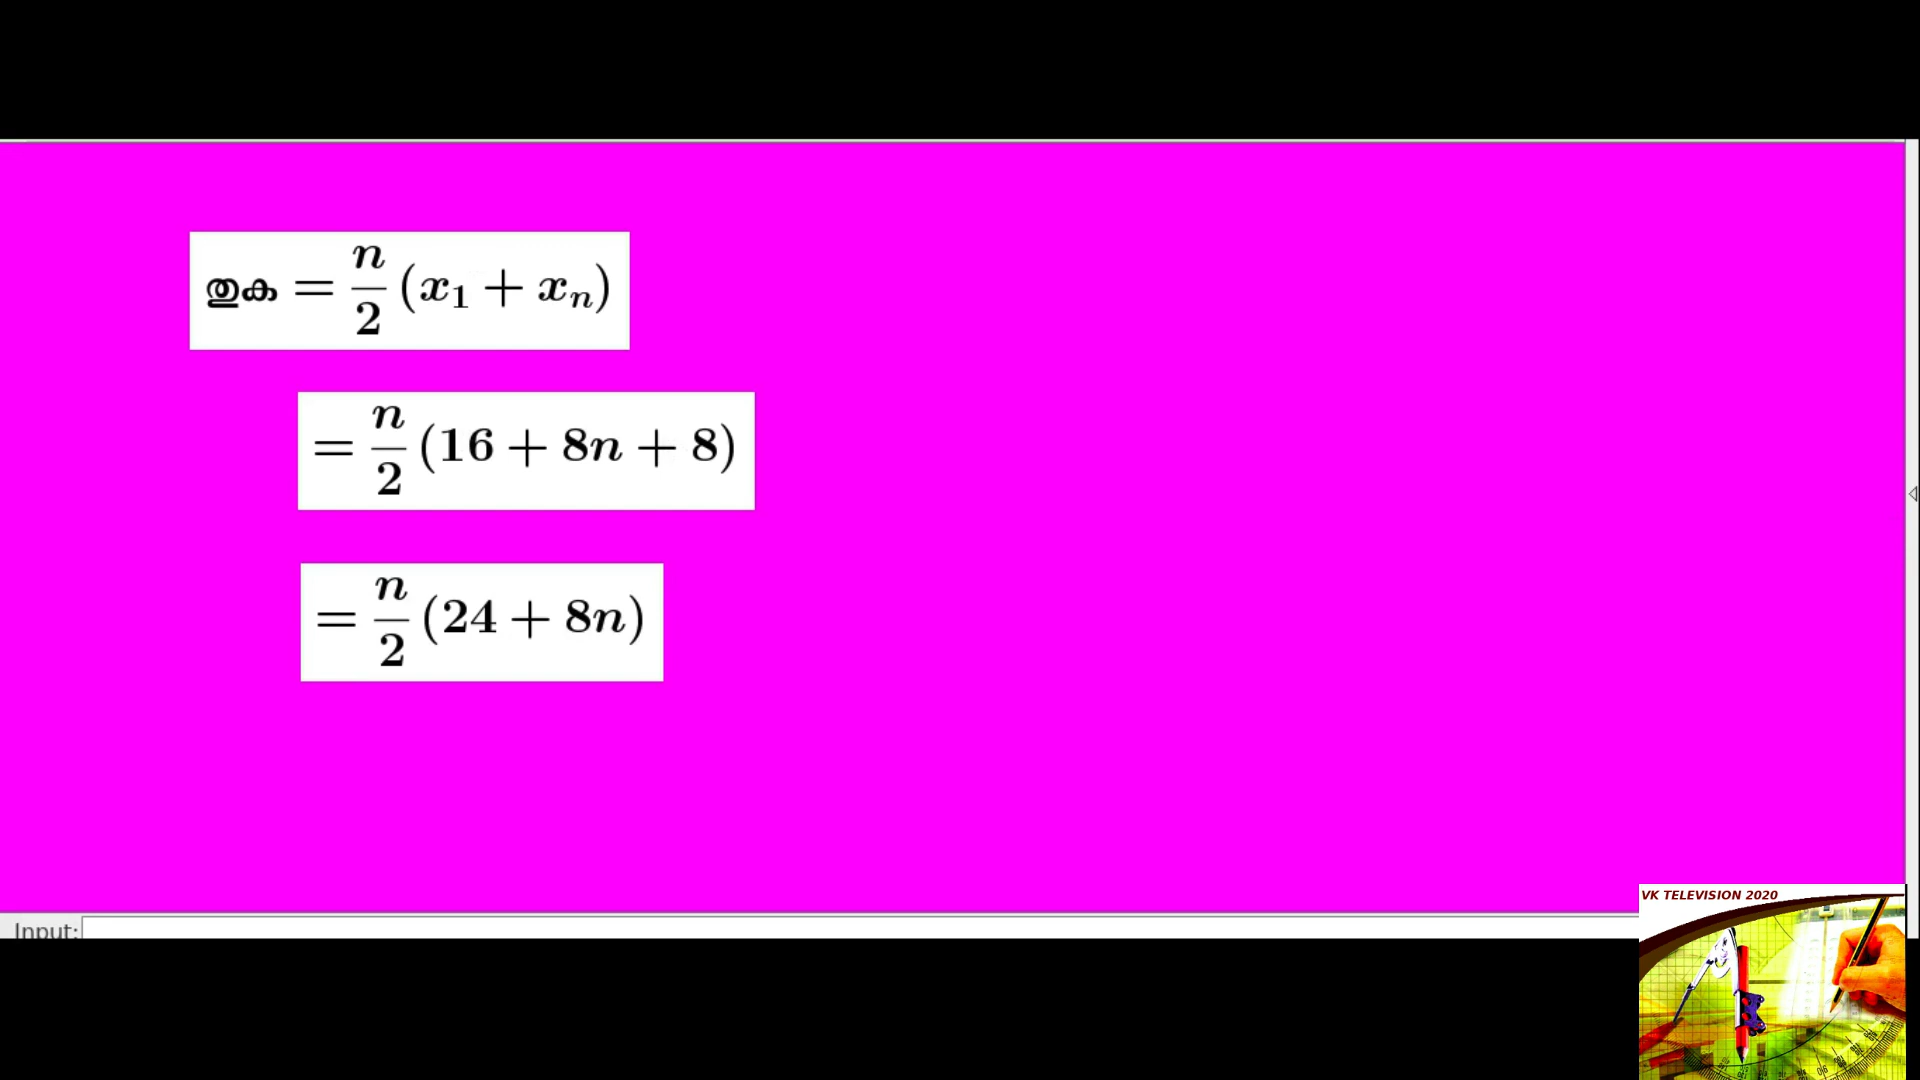 തുക = n/2 (x₁ + xₙ)
= n/2 (16 + 8n + 8)
= n/2 (24 + 8n)
Input:
VK TELEVISION 2020